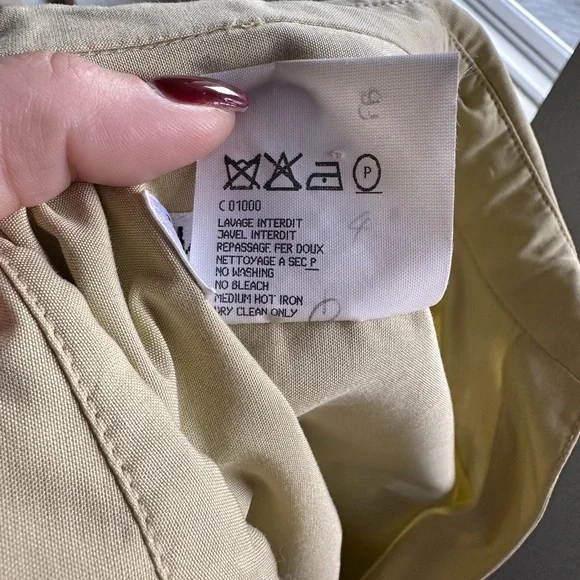 P
C 01000
LAVAGE INTERDIT
JAVEL INTERDIT
REPASSAGE FER DOUX
NETTOYAGE A SEC P
NO WASHING
NO BLEACH
MEDIUM HOT IRON
DRY CLEAN ONLY
4